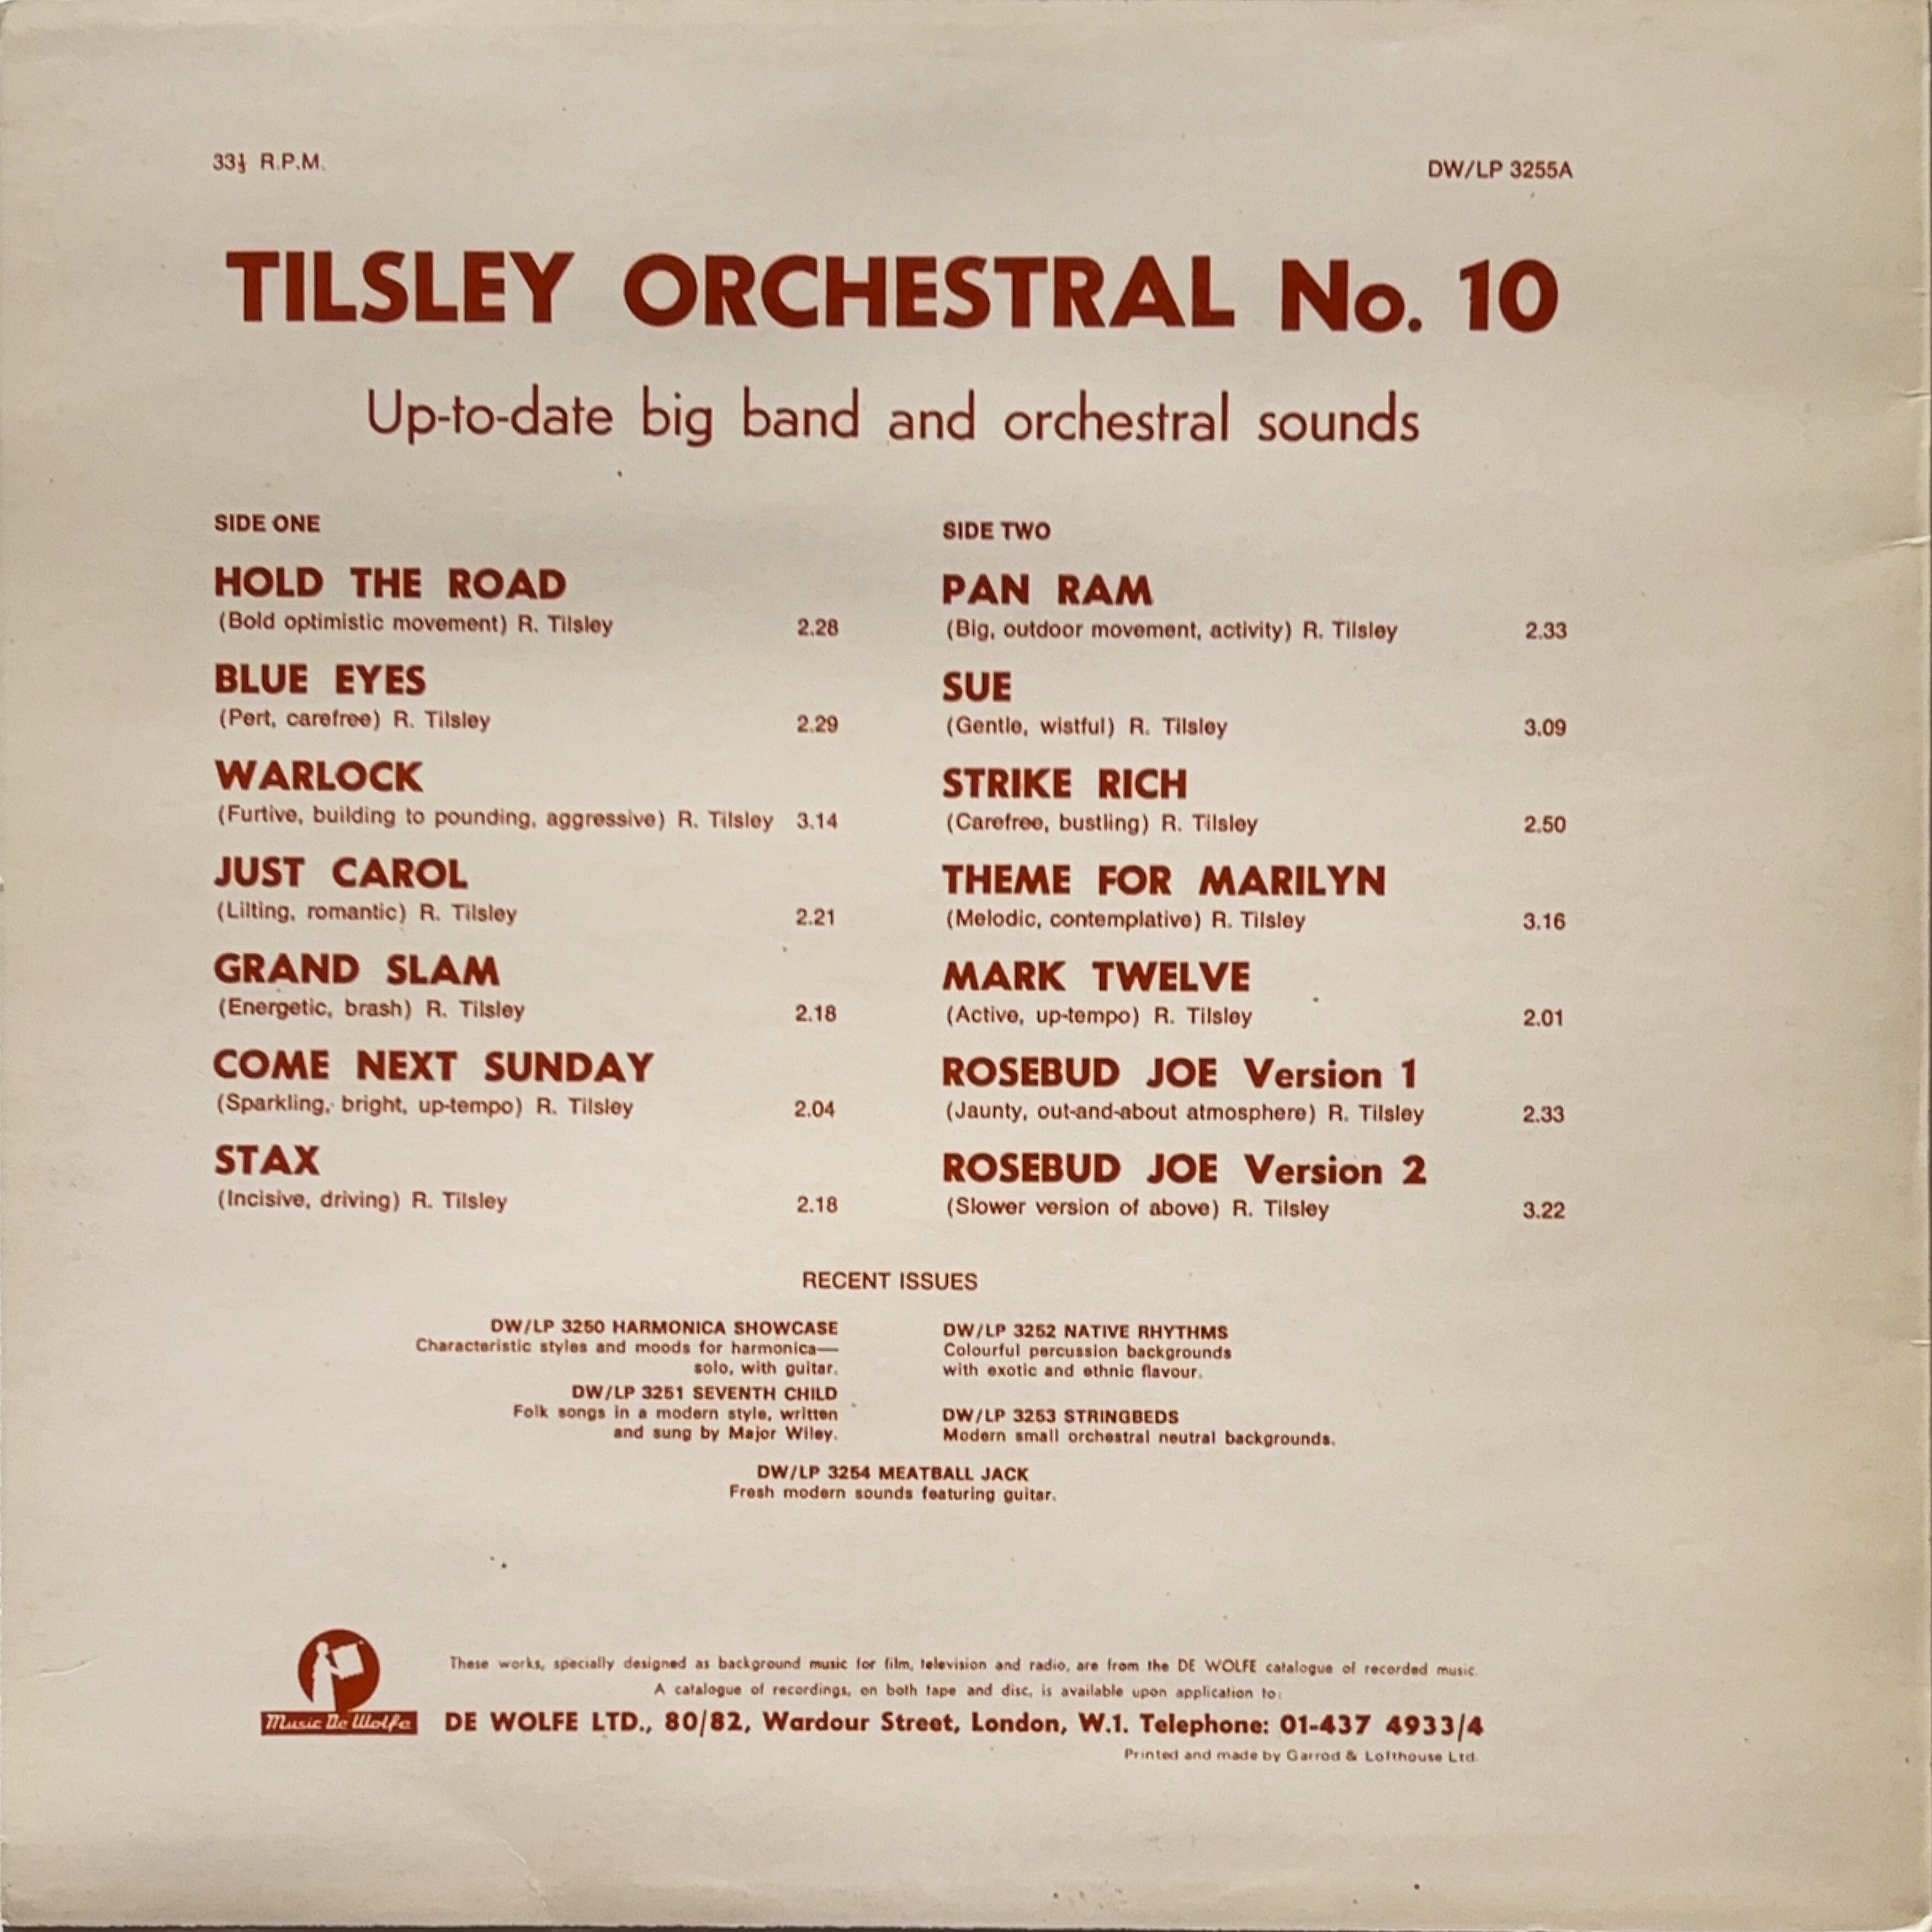 33⅓ R.P.M.
DW/LP 3255A
TILSLEY ORCHESTRAL No. 10
Up-to-date big band and orchestral sounds
SIDE ONE
HOLD THE ROAD
(Bold optimistic movement) R. Tilsley 2.28
BLUE EYES
(Pert, carefree) R. Tilsley 2.29
WARLOCK
(Furtive, building to pounding, aggressive) R. Tilsley 3.14
JUST CAROL
(Lilting, romantic) R. Tilsley 2.21
GRAND SLAM
(Energetic, brash) R. Tilsley 2.18
COME NEXT SUNDAY
(Sparkling, bright, up-tempo) R. Tilsley 2.04
STAX
(Incisive, driving) R. Tilsley 2.18
SIDE TWO
PAN RAM
(Big, outdoor movement, activity) R. Tilsley 2.33
SUE
(Gentle, wistful) R. Tilsley 3.09
STRIKE RICH
(Carefree, bustling) R. Tilsley 2.50
THEME FOR MARILYN
(Melodic, contemplative) R. Tilsley 3.16
MARK TWELVE
(Active, up-tempo) R. Tilsley 2.01
ROSEBUD JOE Version 1
(Jaunty, out-and-about atmosphere) R. Tilsley 2.33
ROSEBUD JOE Version 2
(Slower version of above) R. Tilsley 3.22
RECENT ISSUES
DW/LP 3250 HARMONICA SHOWCASE
Characteristic styles and moods for harmonica—
solo, with guitar.
DW/LP 3251 SEVENTH CHILD
Folk songs in a modern style, written
and sung by Major Wiley.
DW/LP 3252 NATIVE RHYTHMS
Colourful percussion backgrounds
with exotic and ethnic flavour.
DW/LP 3253 STRINGBEDS
Modern small orchestral neutral backgrounds.
DW/LP 3254 MEATBALL JACK
Fresh modern sounds featuring guitar.
Music De Wolfe
These works, specially designed as background music for film, television and radio, are from the DE WOLFE catalogue of recorded music.
A catalogue of recordings, on both tape and disc, is available upon application to:
DE WOLFE LTD., 80/82, Wardour Street, London, W.1. Telephone: 01-437 4933/4
Printed and made by Garrod & Lofthouse Ltd.